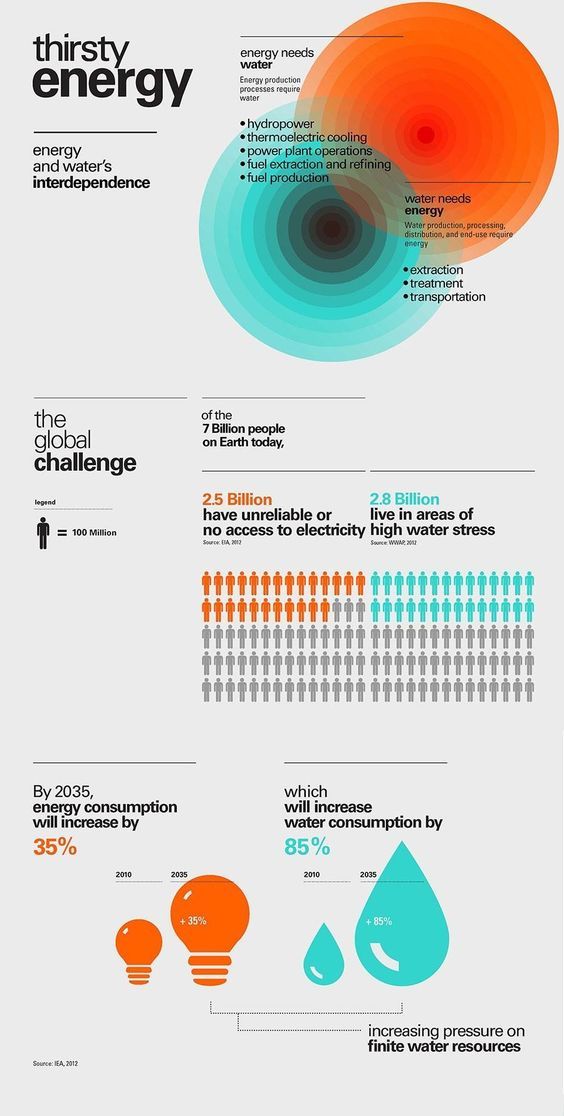 thirsty
energy
energy
and water's
interdependence
energy needs
water
Energy production
processes require
water
• hydropower
• thermoelectric cooling
• power plant operations
• fuel extraction and refining
• fuel production
water needs
energy
Water production, processing,
distribution, and end-use require
energy
• extraction
• treatment
• transportation
the
global
challenge
legend
= 100 Million
of the
7 Billion people
on Earth today,
2.5 Billion
have unreliable or
no access to electricity
Source: EIA, 2012
2.8 Billion
live in areas of
high water stress
Source: WWAP, 2012
By 2035,
energy consumption
will increase by
35%
2010
2035
+ 35%
which
will increase
water consumption by
85%
2010
2035
+ 85%
increasing pressure on
finite water resources
Source: IEA, 2012